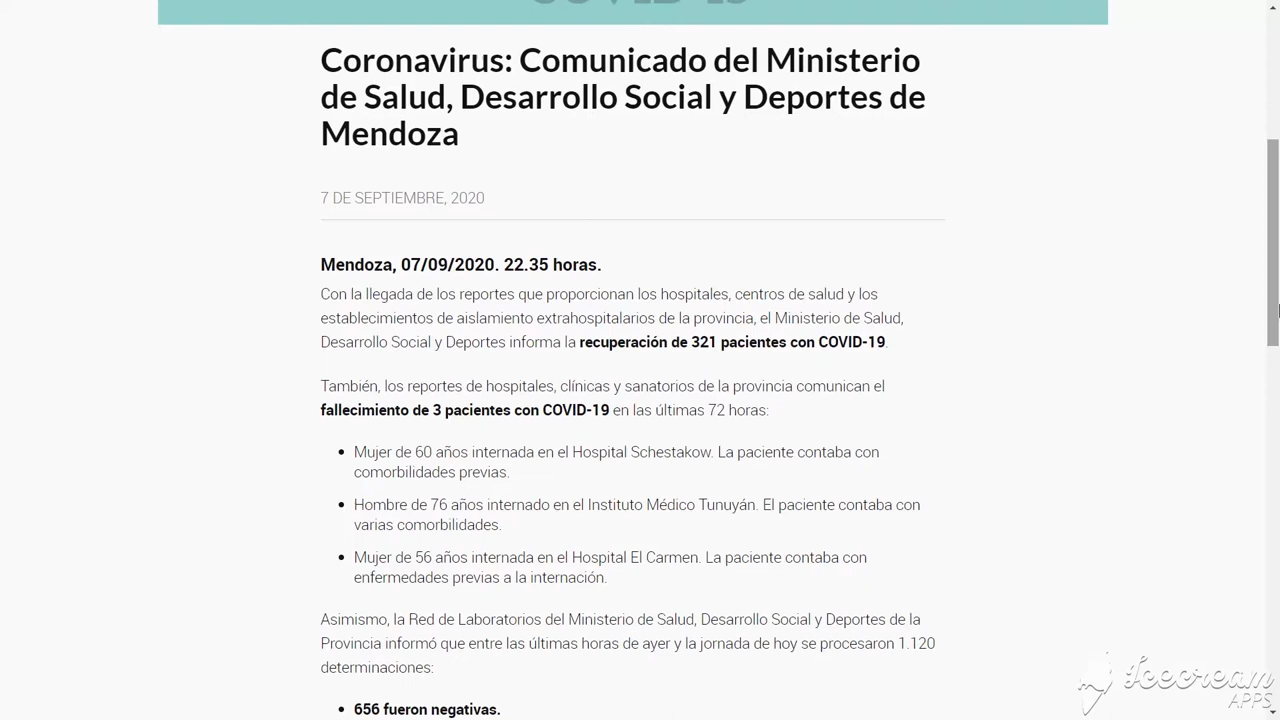 COVID-19
Coronavirus: Comunicado del Ministerio
de Salud, Desarrollo Social y Deportes de
Mendoza
7 DE SEPTIEMBRE, 2020
Mendoza, 07/09/2020. 22.35 horas.
Con la llegada de los reportes que proporcionan los hospitales, centros de salud y los
establecimientos de aislamiento extrahospitalarios de la provincia, el Ministerio de Salud,
Desarrollo Social y Deportes informa la recuperación de 321 pacientes con COVID-19.
También, los reportes de hospitales, clínicas y sanatorios de la provincia comunican el
fallecimiento de 3 pacientes con COVID-19 en las últimas 72 horas:
• Mujer de 60 años internada en el Hospital Schestakow. La paciente contaba con
comorbilidades previas.
• Hombre de 76 años internado en el Instituto Médico Tunuyán. El paciente contaba con
varias comorbilidades.
• Mujer de 56 años internada en el Hospital El Carmen. La paciente contaba con
enfermedades previas a la internación.
Asimismo, la Red de Laboratorios del Ministerio de Salud, Desarrollo Social y Deportes de la
Provincia informó que entre las últimas horas de ayer y la jornada de hoy se procesaron 1.120
determinaciones:
• 656 fueron negativas.
Icecream
APPS